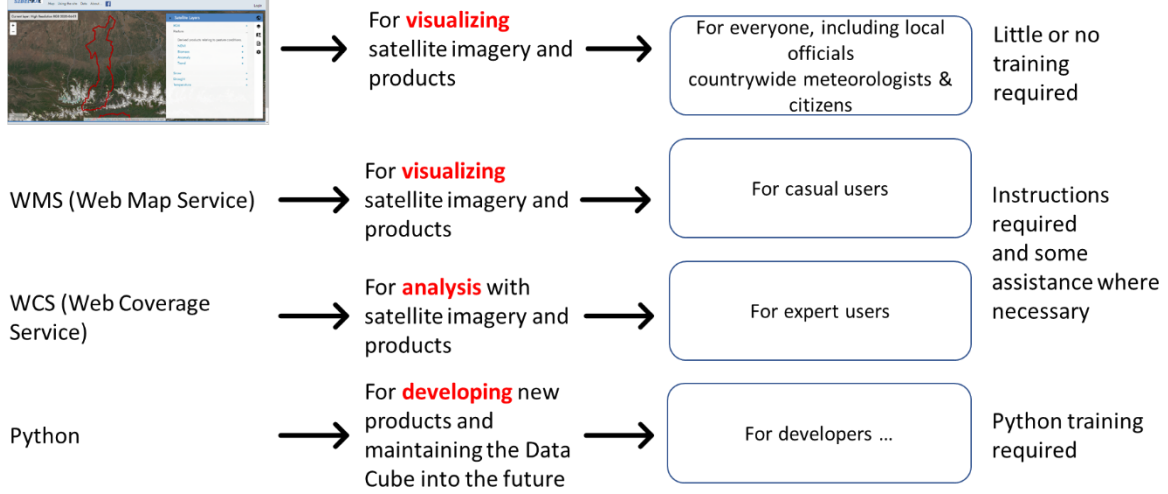 For visualizing
satellite imagery and
products
For everyone, including local
officials
countrywide meteorologists &
citizens
Little or no
training
required
WMS (Web Map Service)
For visualizing
satellite imagery and
products
For casual users
Instructions
required
and some
assistance where
necessary
WCS (Web Coverage
Service)
For analysis with
satellite imagery and
products
For expert users
Python
For developing new
products and
maintaining the Data
Cube into the future
For developers ...
Python training
required